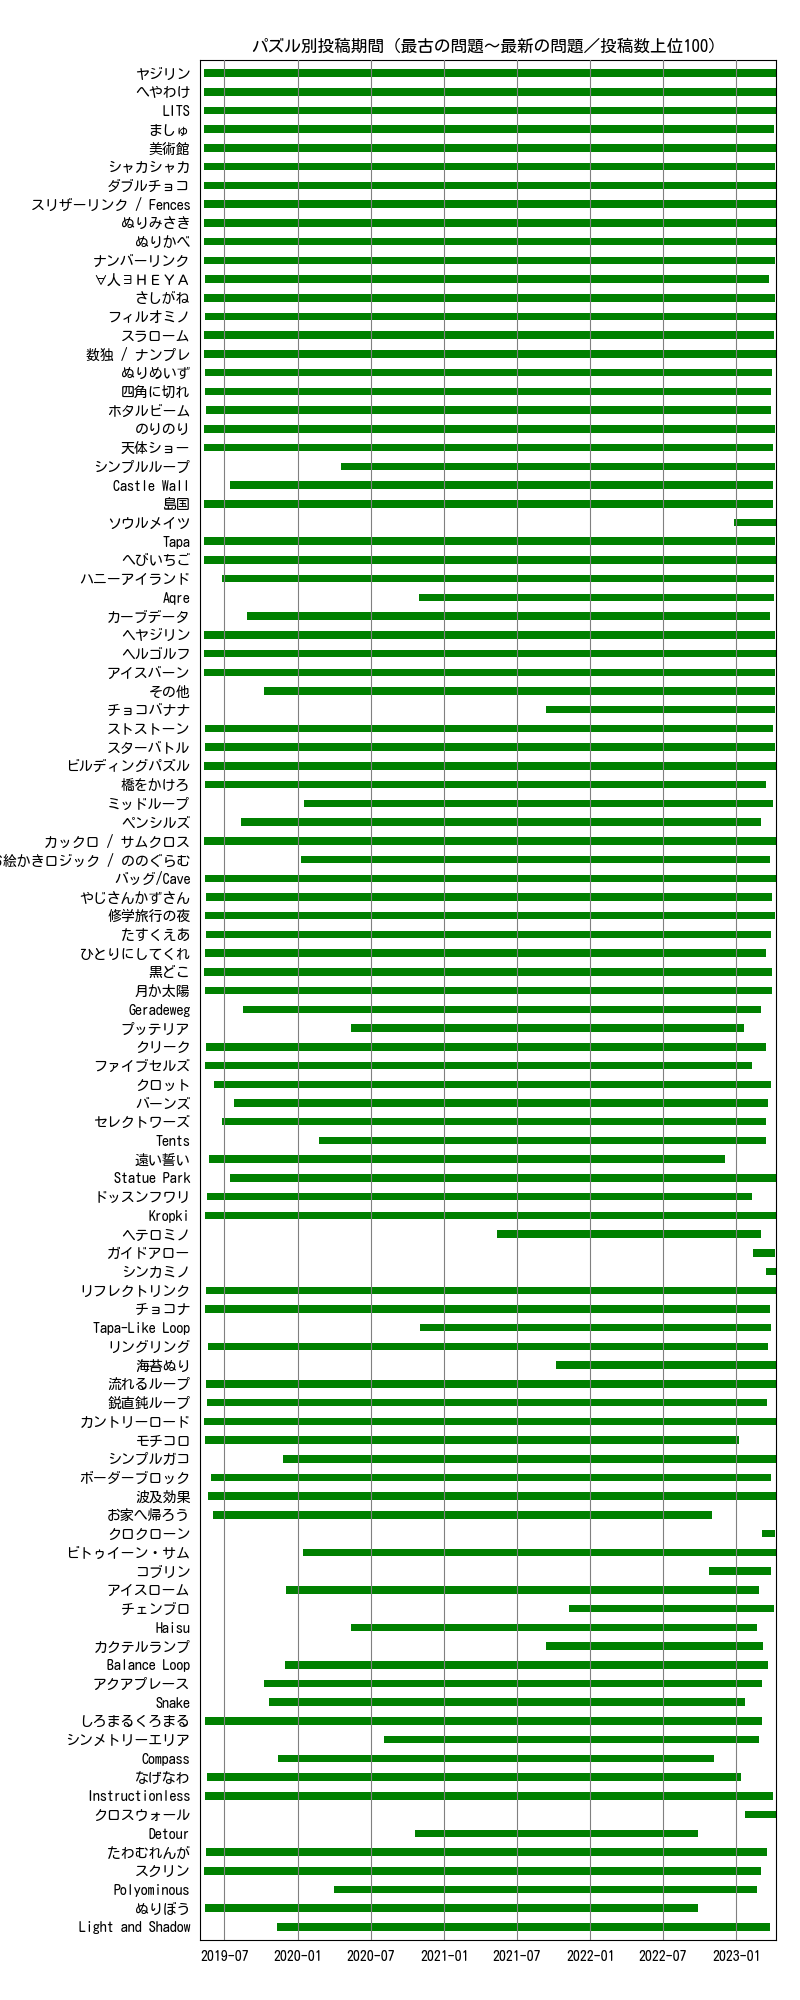 パズル別投稿期間（最古の問題～最新の問題／投稿数上位100）
ヤジリン
へやわけ
LITS
ましゅ
美術館
シャカシャカ
ダブルチョコ
スリザーリンク / Fences
ぬりみさき
ぬりかべ
ナンバーリンク
∀人∃ＨＥＹＡ
さしがね
フィルオミノ
スラローム
数独 / ナンプレ
ぬりめいず
四角に切れ
ホタルビーム
のりのり
天体ショー
シンプルループ
Castle Wall
島国
ソウルメイツ
Tapa
へびいちご
ハニーアイランド
Aqre
カーブデータ
ヘヤジリン
ヘルゴルフ
アイスバーン
その他
チョコバナナ
ストストーン
スターバトル
ビルディングパズル
橋をかけろ
ミッドループ
ペンシルズ
カックロ / サムクロス
絵かきロジック / ののぐらむ
バッグ/Cave
やじさんかずさん
修学旅行の夜
たすくえあ
ひとりにしてくれ
黒どこ
月か太陽
Geradeweg
プッテリア
クリーク
ファイブセルズ
クロット
バーンズ
セレクトワーズ
Tents
遠い誓い
Statue Park
ドッスンフワリ
Kropki
ヘテロミノ
ガイドアロー
シンカミノ
リフレクトリンク
チョコナ
Tapa-Like Loop
リングリング
海苔ぬり
流れるループ
鋭直鈍ループ
カントリーロード
モチコロ
シンプルガコ
ボーダーブロック
波及効果
お家へ帰ろう
クロクローン
ビトゥイーン・サム
コブリン
アイスローム
チェンブロ
Haisu
カクテルランプ
Balance Loop
アクアプレース
Snake
しろまるくろまる
シンメトリーエリア
Compass
なげなわ
Instructionless
クロスウォール
Detour
たわむれんが
スクリン
Polyominous
ぬりぼう
Light and Shadow
2019-07 2020-01 2020-07 2021-01 2021-07 2022-01 2022-07 2023-01